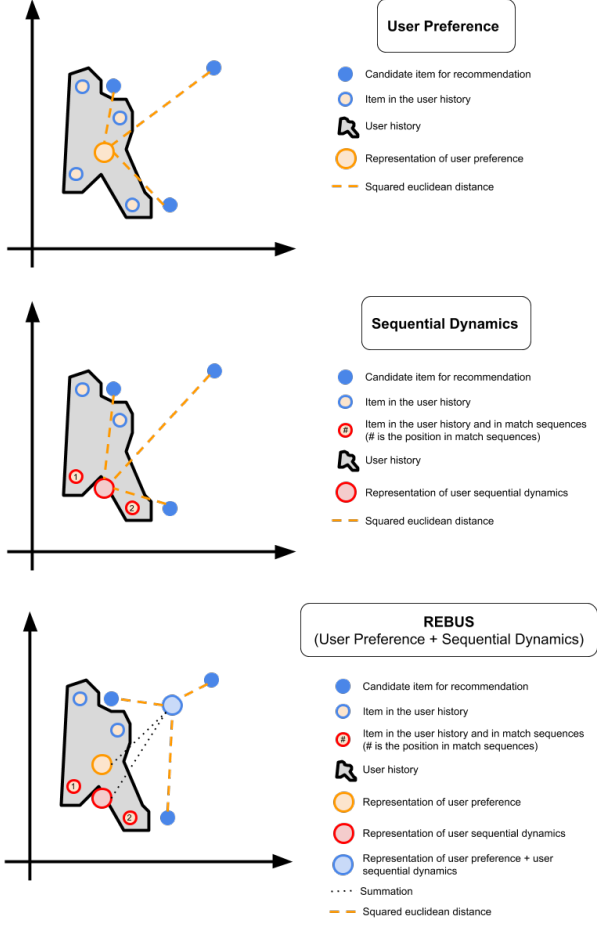 User Preference
Candidate item for recommendation
Item in the user history
User history
Representation of user preference
Squared euclidean distance
Sequential Dynamics
Candidate item for recommendation
Item in the user history
#
Item in the user history and in match sequences
(# is the position in match sequences)
User history
Representation of user sequential dynamics
Squared euclidean distance
1
2
REBUS
(User Preference + Sequential Dynamics)
Candidate item for recommendation
Item in the user history
#
Item in the user history and in match sequences
(# is the position in match sequences)
User history
Representation of user preference
Representation of user sequential dynamics
Representation of user preference + user
sequential dynamics
Summation
Squared euclidean distance
1
2